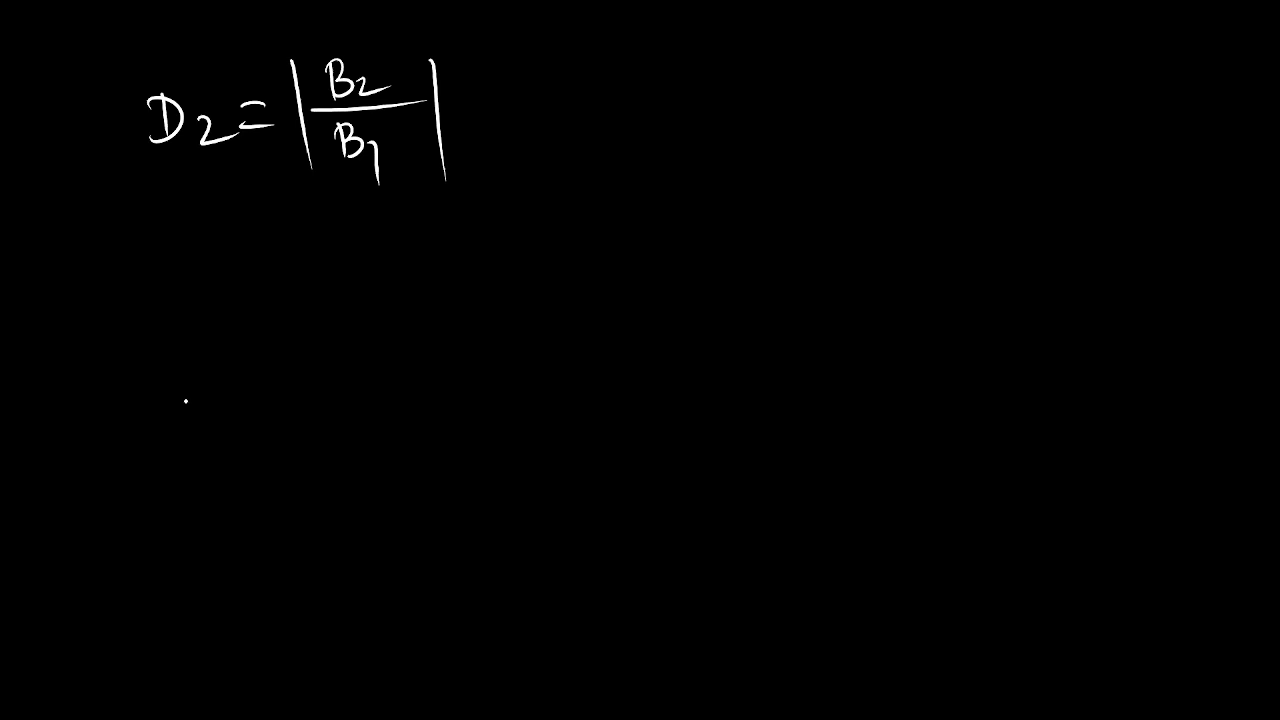 D₂ = |B₂/B₁|